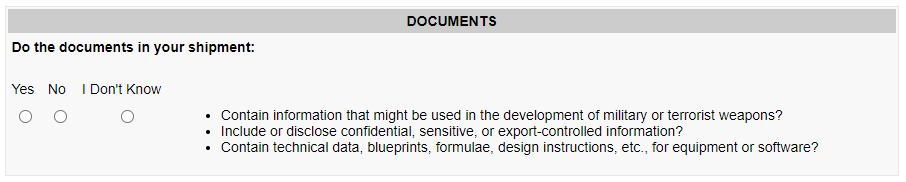 DOCUMENTS
Do the documents in your shipment:
Yes No I Don't Know
• Contain information that might be used in the development of military or terrorist weapons?
• Include or disclose confidential, sensitive, or export-controlled information?
• Contain technical data, blueprints, formulae, design instructions, etc., for equipment or software?